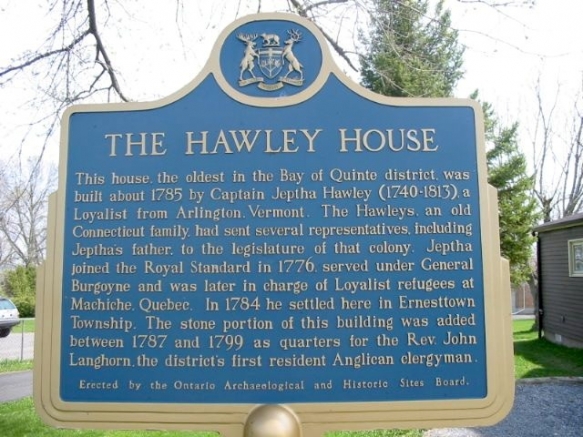 THE HAWLEY HOUSE
This house, the oldest in the Bay of Quinte district, was
built about 1785 by Captain Jeptha Hawley (1740-1813), a
Loyalist from Arlington, Vermont. The Hawleys, an old
Connecticut family, had sent several representatives, including
Jeptha's father, to the legislature of that colony. Jeptha
joined the Royal Standard in 1776, served under General
Burgoyne and was later in charge of Loyalist refugees at
Machiche, Quebec. In 1784 he settled here in Ernesttown
Township. The stone portion of this building was added
between 1787 and 1799 as quarters for the Rev. John
Langhorn, the district's first resident Anglican clergyman.
Erected by the Ontario Archaeological and Historic Sites Board.